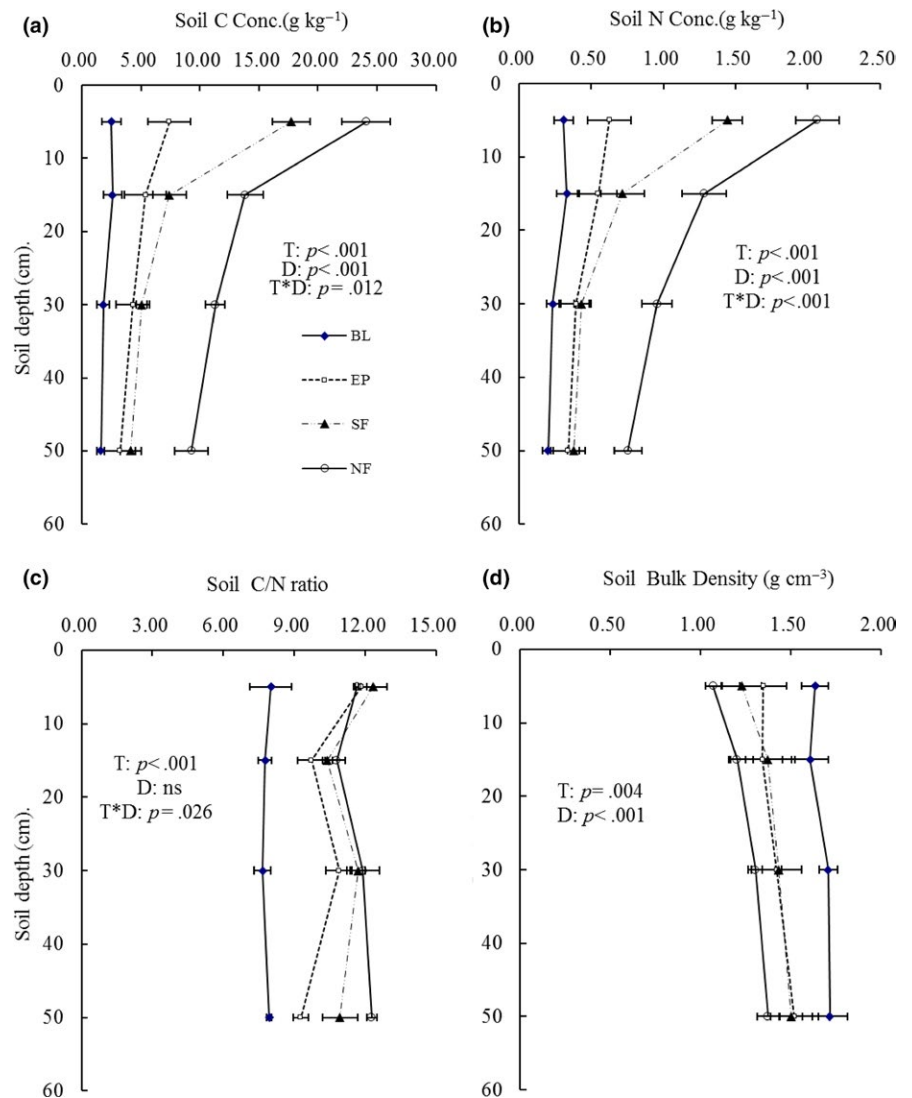 (a)
Soil C Conc.(g kg⁻¹)
0.00 5.00 10.00 15.00 20.00 25.00 30.00
0
10
20
30
40
50
60
Soil depth (cm).
T: p< .001
D: p< .001
T*D: p= .012
BL
EP
SF
NF
(b)
Soil N Conc.(g kg⁻¹)
0.00 0.50 1.00 1.50 2.00 2.50
0
10
20
30
40
50
60
T: p< .001
D: p< .001
T*D: p<.001
(c)
Soil C/N ratio
0.00 3.00 6.00 9.00 12.00 15.00
0
10
20
30
40
50
60
Soil depth (cm).
T: p< .001
D: ns
T*D: p= .026
(d)
Soil Bulk Density (g cm⁻³)
0.00 0.50 1.00 1.50 2.00
0
10
20
30
40
50
60
T: p= .004
D: p< .001